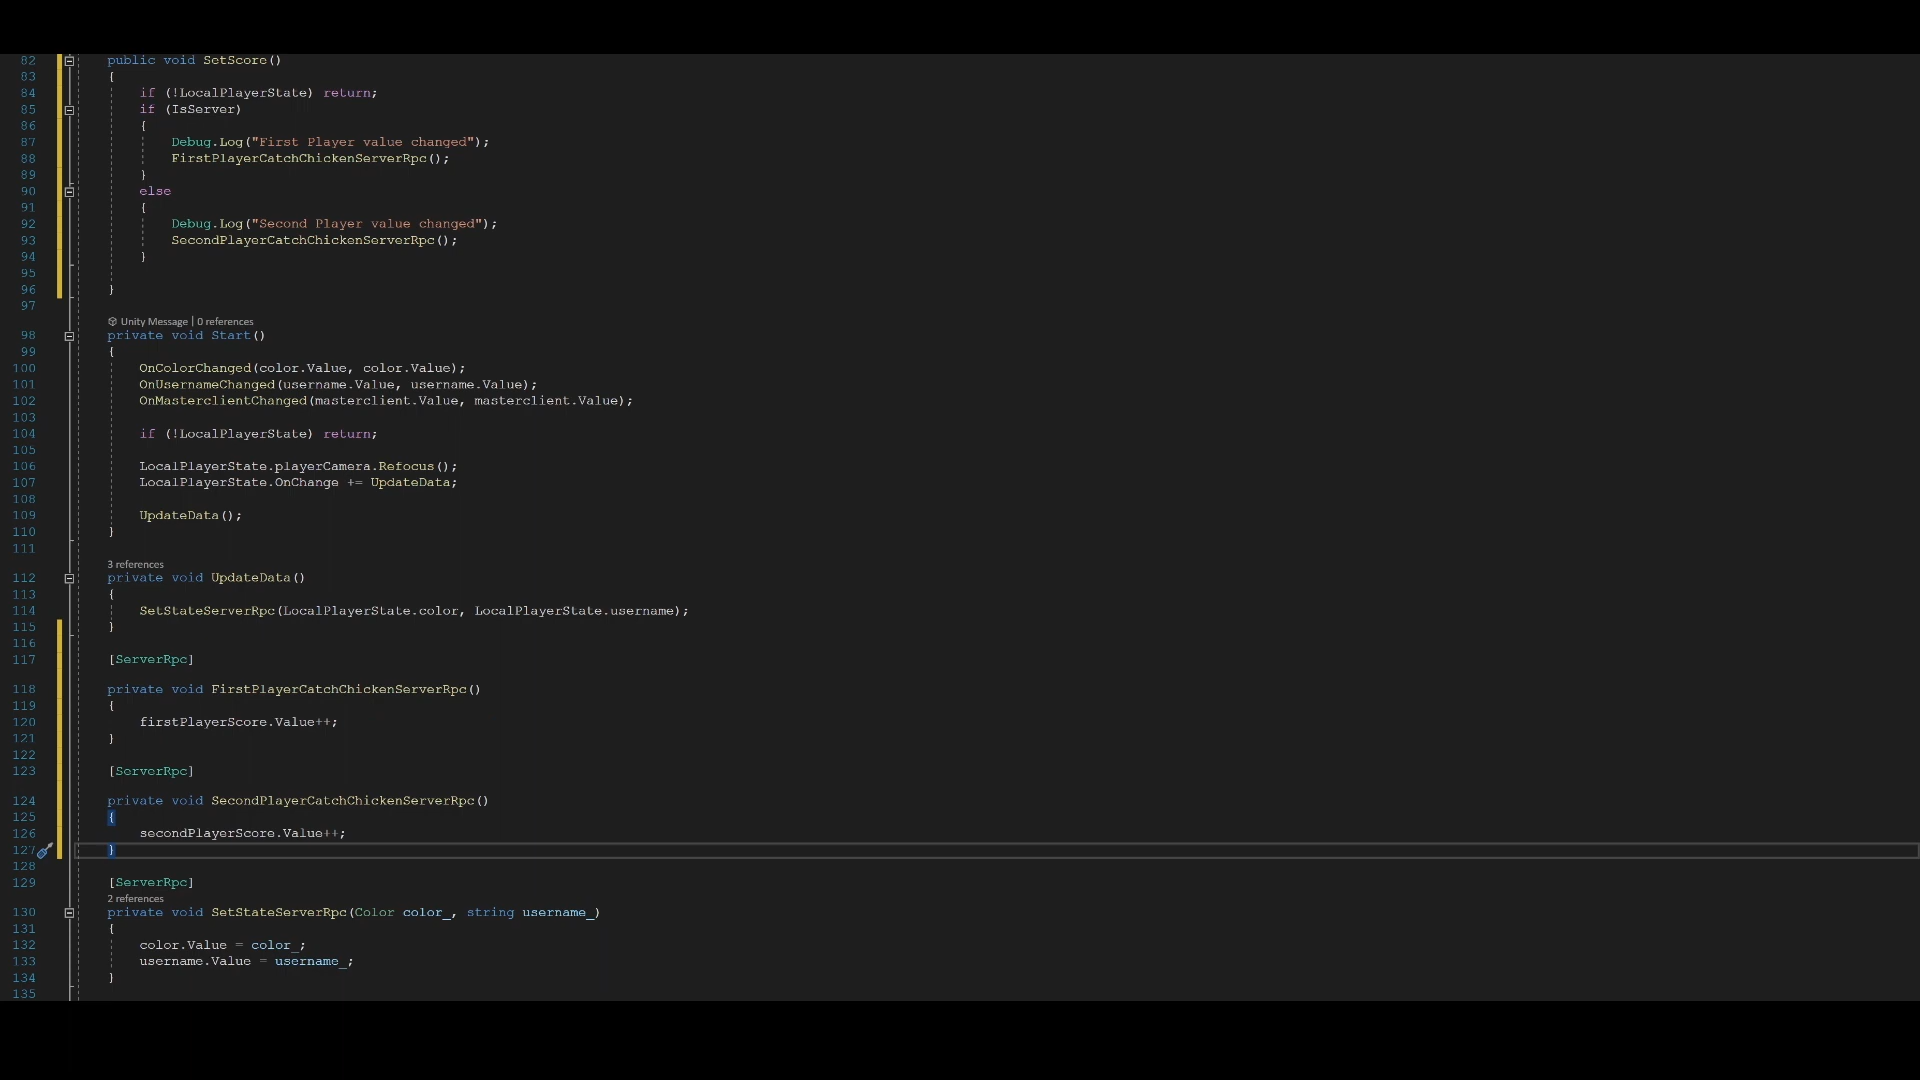 82 public void SetScore()
83 {
84 if (!LocalPlayerState) return;
85 if (IsServer)
86 {
87 Debug.Log("First Player value changed");
88 FirstPlayerCatchChickenServerRpc();
89 }
90 else
91 {
92 Debug.Log("Second Player value changed");
93 SecondPlayerCatchChickenServerRpc();
94 }
95
96 }
97
Unity Message | 0 references
98 private void Start()
99 {
100 OnColorChanged(color.Value, color.Value);
101 OnUsernameChanged(username.Value, username.Value);
102 OnMasterclientChanged(masterclient.Value, masterclient.Value);
103
104 if (!LocalPlayerState) return;
105
106 LocalPlayerState.playerCamera.Refocus();
107 LocalPlayerState.OnChange += UpdateData;
108
109 UpdateData();
110 }
111
3 references
112 private void UpdateData()
113 {
114 SetStateServerRpc(LocalPlayerState.color, LocalPlayerState.username);
115 }
116
117 [ServerRpc]
118 private void FirstPlayerCatchChickenServerRpc()
119 {
120 firstPlayerScore.Value++;
121 }
122
123 [ServerRpc]
124 private void SecondPlayerCatchChickenServerRpc()
125 {
126 secondPlayerScore.Value++;
127 }
128
129 [ServerRpc]
2 references
130 private void SetStateServerRpc(Color color_, string username_)
131 {
132 color.Value = color_;
133 username.Value = username_;
134 }
135